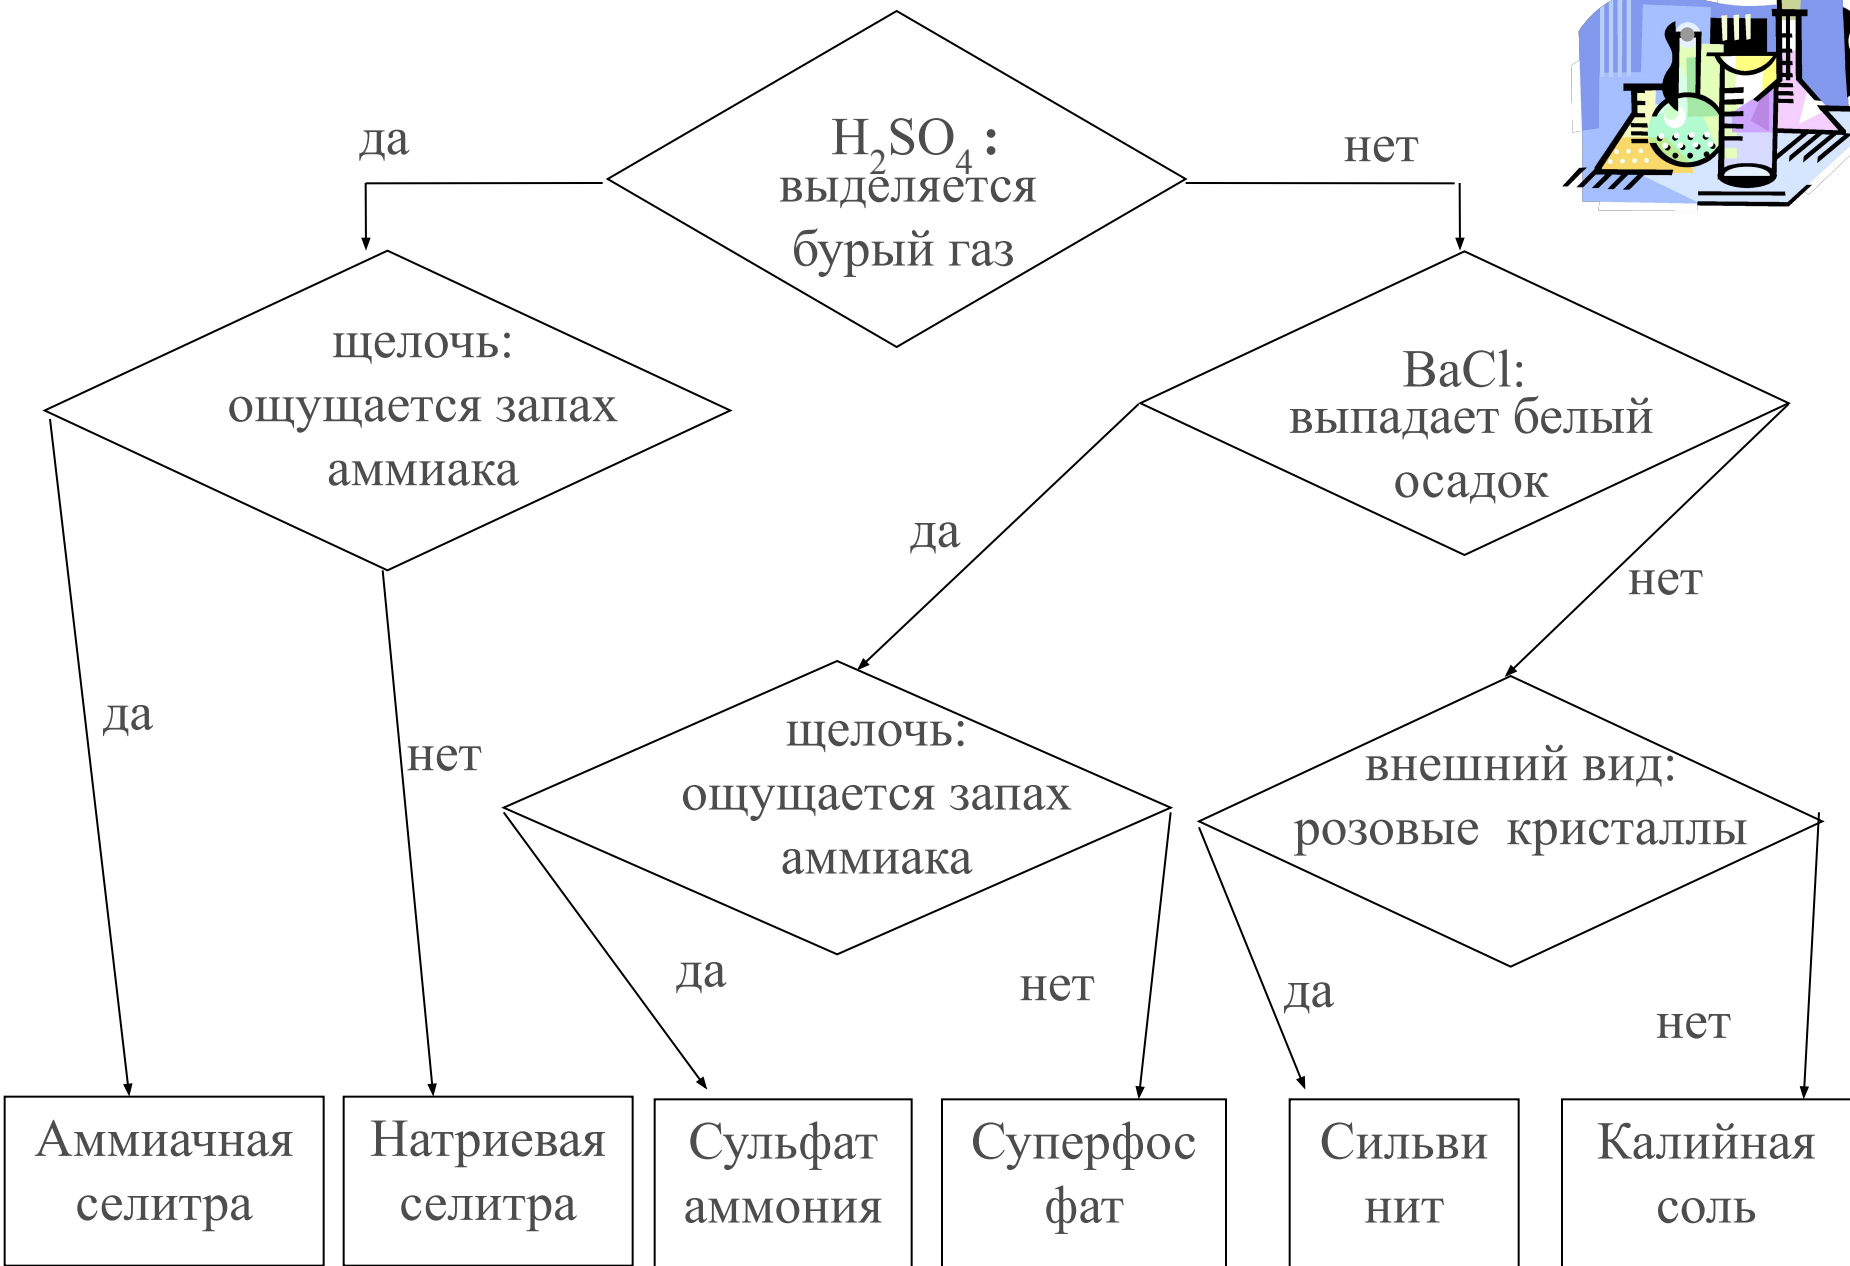 да
H₂SO₄ :
выделяется
бурый газ
нет
щелочь:
ощущается запах
аммиака
BaCl:
выпадает белый
осадок
да
нет
да
нет
щелочь:
ощущается запах
аммиака
внешний вид:
розовые кристаллы
да
нет
да
нет
Аммиачная
селитра
Натриевая
селитра
Сульфат
аммония
Суперфос
фат
Сильви
нит
Калийная
соль